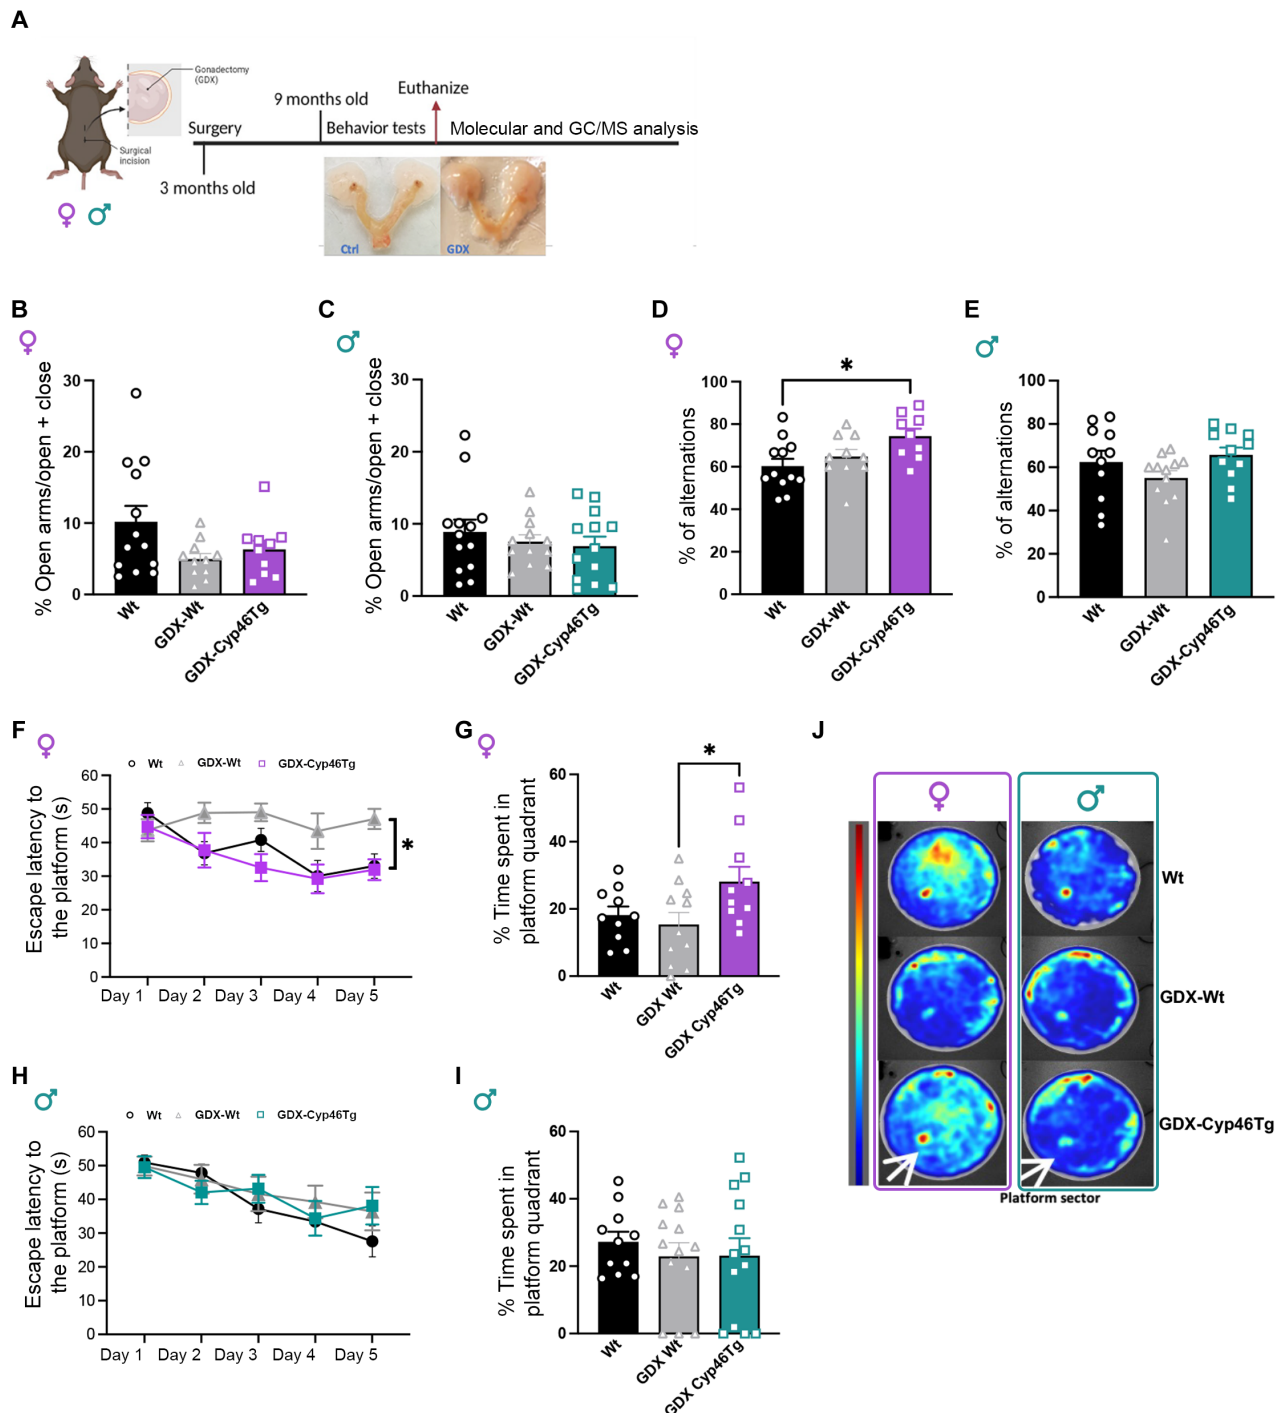 A
Gonadectomy
(GDX)
Surgical
incision
Surgery
3 months old
9 months old
Behavior tests
Euthanize
Molecular and GC/MS analysis
Ctrl
GDX
B
% Open arms/open + close
30
20
10
0
Wt
GDX-Wt
GDX-Cyp46Tg
C
% Open arms/open + close
30
20
10
0
Wt
GDX-Wt
GDX-Cyp46Tg
D
% of alternations
100
80
60
40
20
0
*
Wt
GDX-Wt
GDX-Cyp46Tg
E
% of alternations
100
80
60
40
20
0
Wt
GDX-Wt
GDX-Cyp46Tg
F
Wt
GDX-Wt
GDX-Cyp46Tg
Escape latency to
the platform (s)
60
50
40
30
20
10
0
*
Day 1
Day 2
Day 3
Day 4
Day 5
G
% Time spent in
platform quadrant
60
40
20
0
*
Wt
GDX Wt
GDX Cyp46Tg
J
Wt
GDX-Wt
GDX-Cyp46Tg
Platform sector
H
Wt
GDX-Wt
GDX-Cyp46Tg
Escape latency to
the platform (s)
60
50
40
30
20
10
0
Day 1
Day 2
Day 3
Day 4
Day 5
I
% Time spent in
platform quadrant
60
40
20
0
Wt
GDX Wt
GDX Cyp46Tg